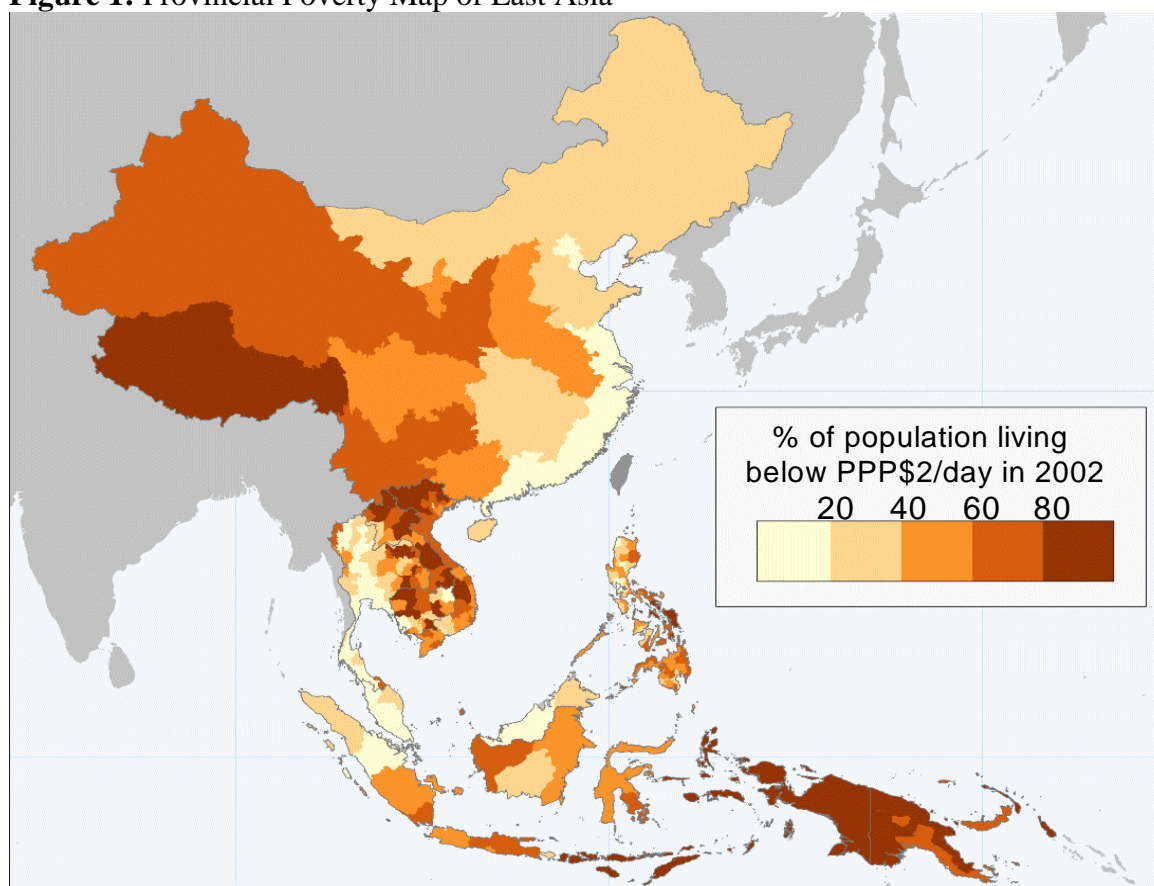 Figure 1: Provincial Poverty Map of East Asia
% of population living
below PPP$2/day in 2002
20 40 60 80